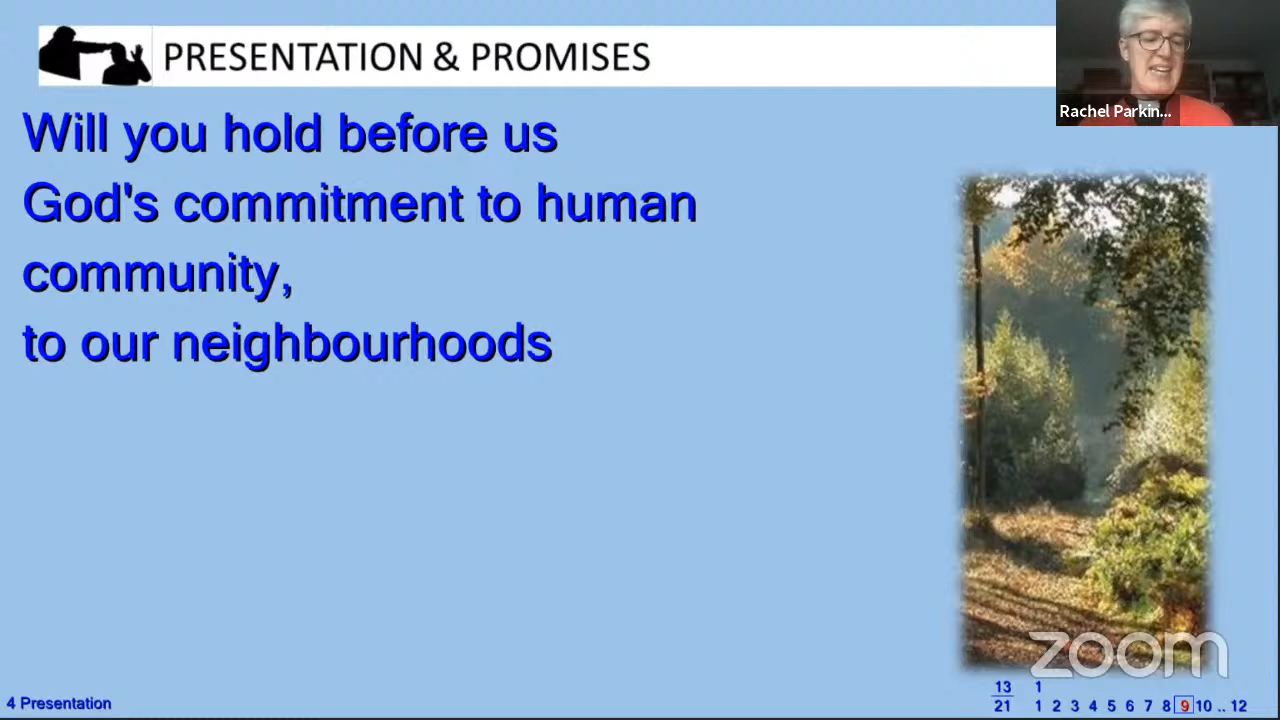 PRESENTATION & PROMISES
Rachel Parkin...
Will you hold before us
God's commitment to human
community,
to our neighbourhoods
zoom
4 Presentation
13 1
21 1 2 3 4 5 6 7 8 9 10 .. 12